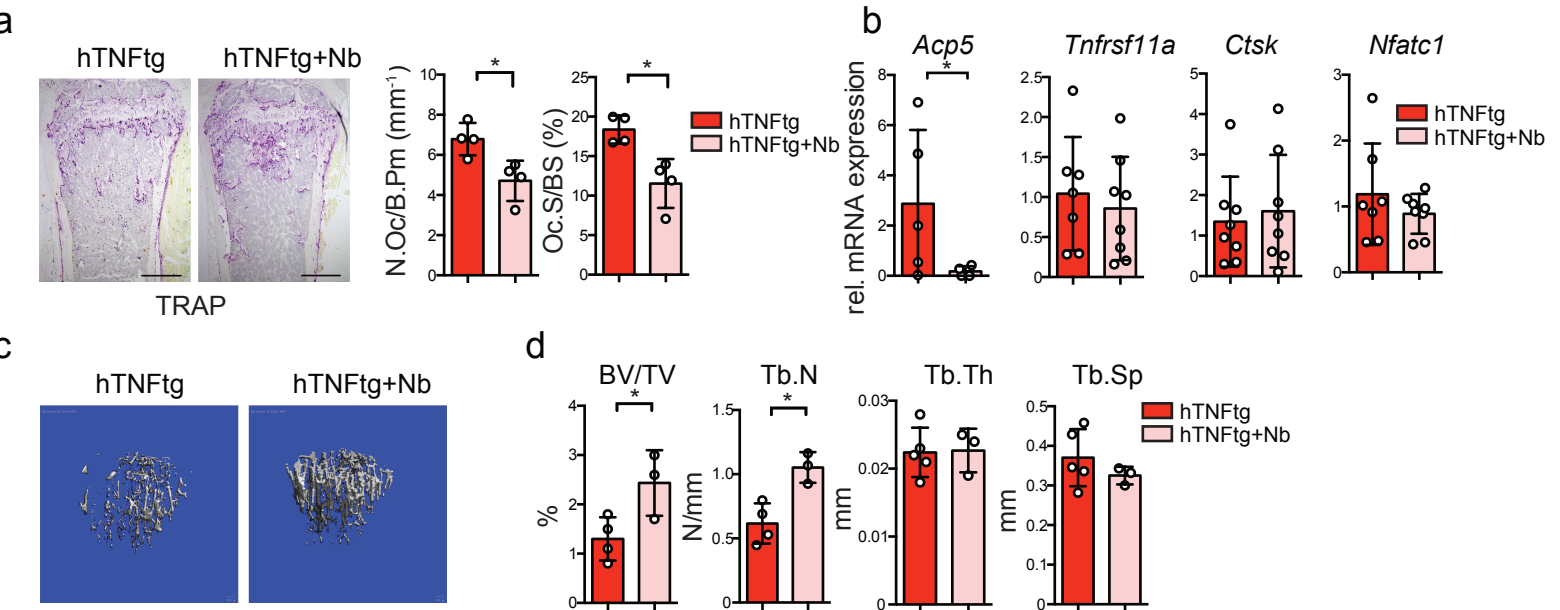 a
hTNFtg
hTNFtg+Nb
TRAP
N.Oc/B.Pm (mm⁻¹)
10
8
6
4
2
0
*
Oc.S/BS (%)
25
20
15
10
5
0
*
hTNFtg
hTNFtg+Nb
b
rel. mRNA expression
Acp5
8
6
4
2
0
*
Tnfrsf11a
2.5
2.0
1.5
1.0
0.5
0
Ctsk
5
4
3
2
1
0
Nfatc1
3
2
1
0
hTNFtg
hTNFtg+Nb
c
hTNFtg
hTNFtg+Nb
d
BV/TV
%
4
3
2
1
0
*
Tb.N
N/mm
1.5
1.0
0.5
0
*
Tb.Th
mm
0.03
0.02
0.01
0
Tb.Sp
mm
0.5
0.4
0.3
0.2
0.1
0
hTNFtg
hTNFtg+Nb